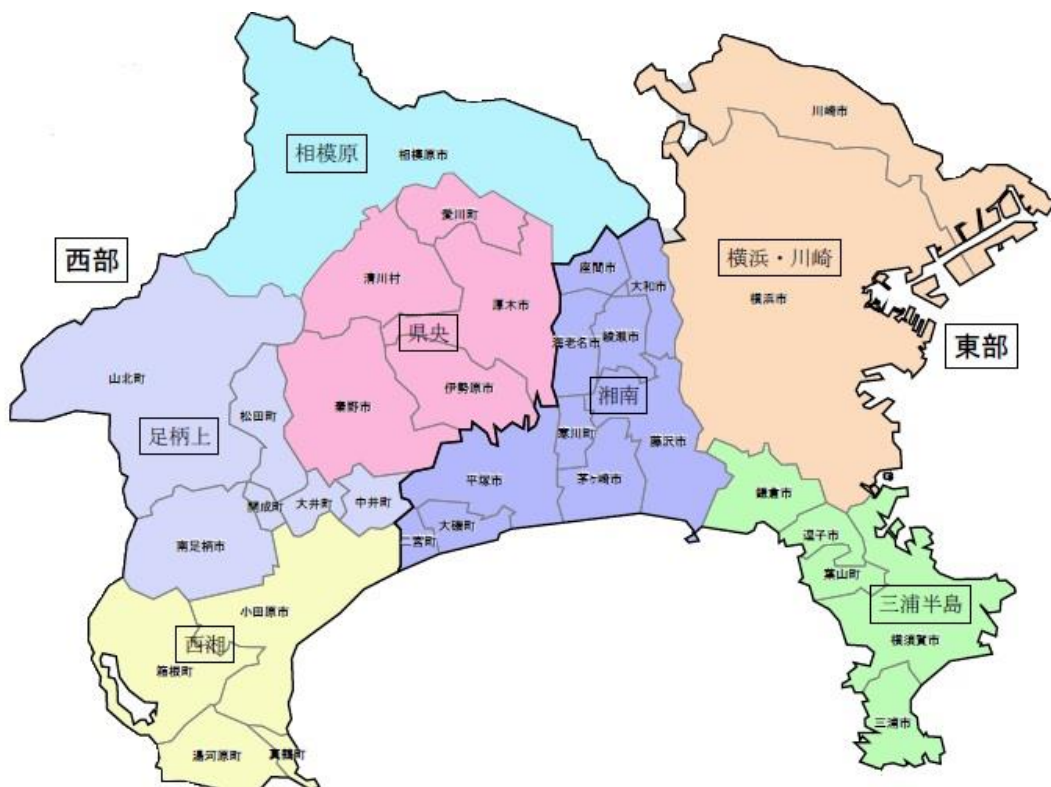 川崎市
相模原
相模原市
愛川町
西部
座間市
横浜・川崎
清川村
大和市
厚木市
横浜市
県央
海老名市
綾瀬市
東部
山北町
伊勢原市
秦野市
湘南
松田町
足柄上
寒川町
藤沢市
平塚市
茅ヶ崎市
鎌倉市
開成町
大井町
中井町
大磯町
逗子市
二宮町
南足柄市
葉山町
三浦半島
小田原市
横須賀市
西湘
箱根町
三浦市
湯河原町
真鶴町